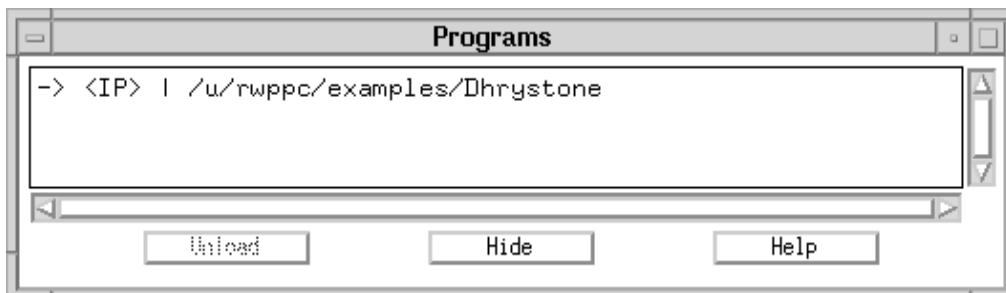 Programs
-> <IP> | /u/rwppc/examples/Dhrystone
Unload Hide Help